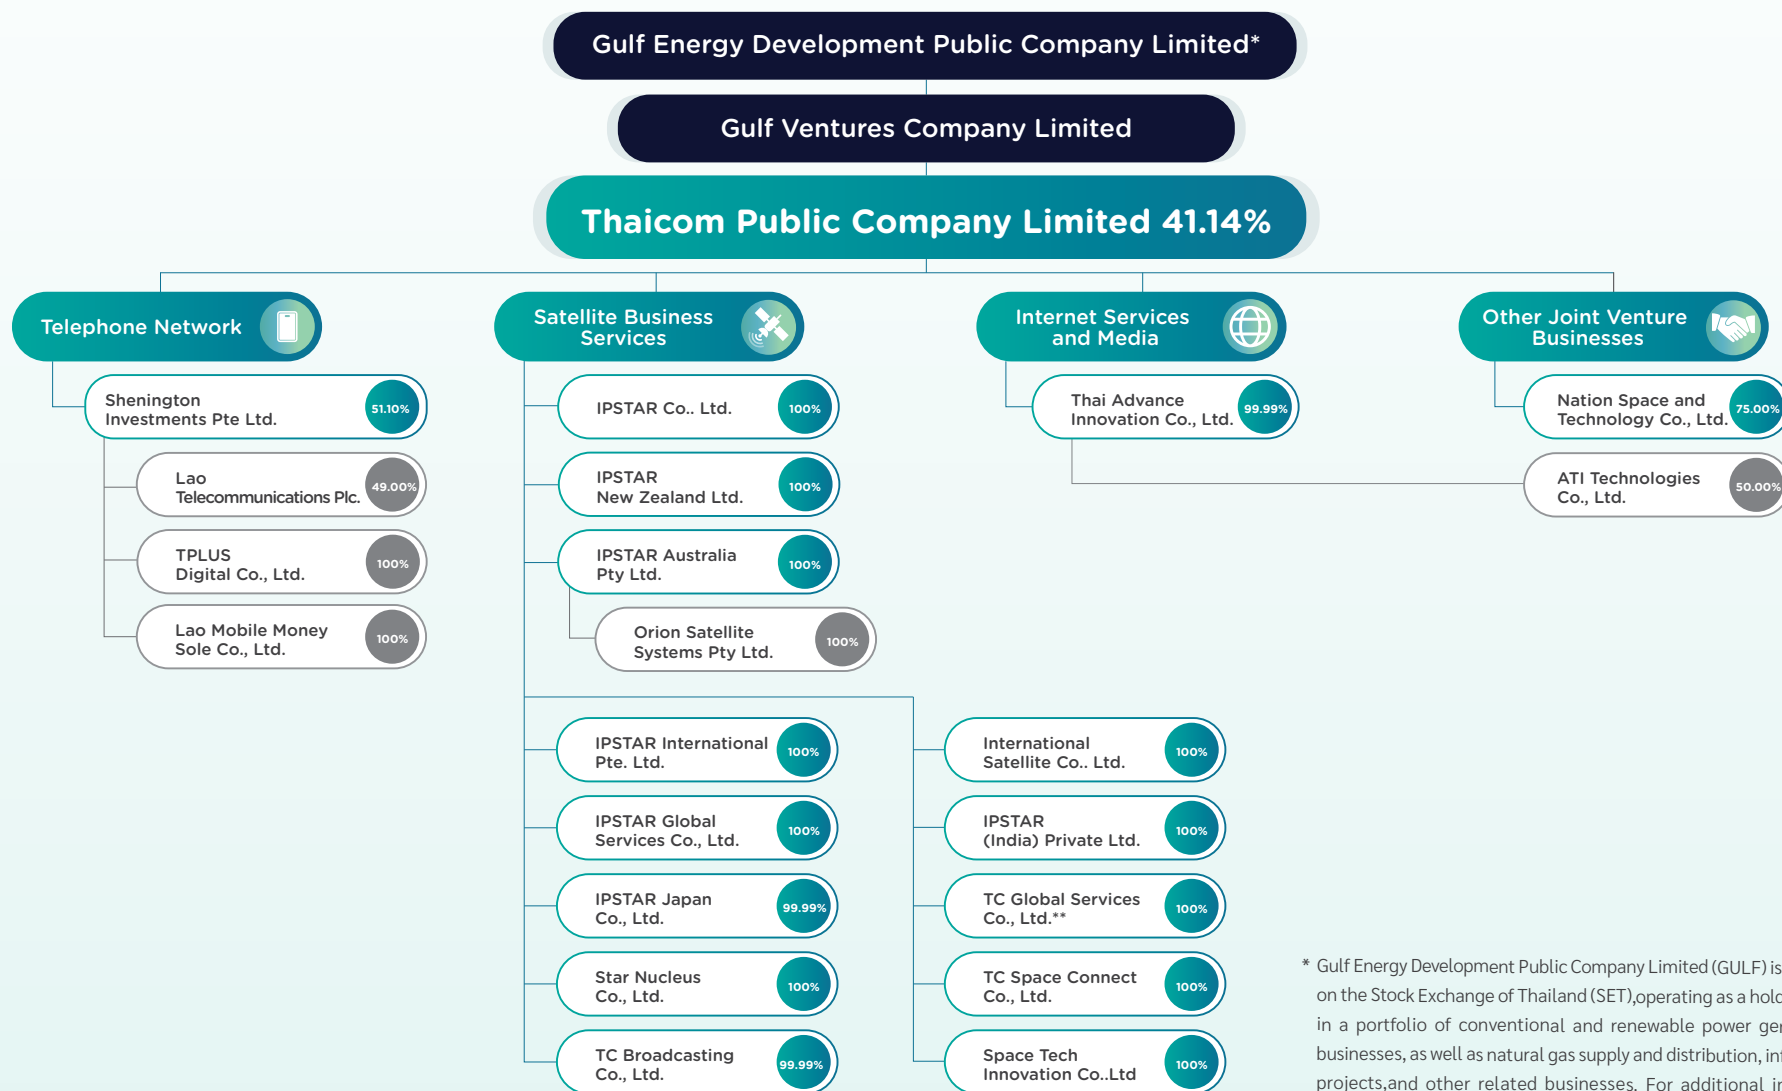 Gulf Energy Development Public Company Limited*
Gulf Ventures Company Limited
Thaicom Public Company Limited 41.14%
Telephone Network
Shenington
Investments Pte Ltd.
51.10%
Lao
Telecommunications Plc.
49.00%
TPLUS
Digital Co., Ltd.
100%
Lao Mobile Money
Sole Co., Ltd.
100%
Satellite Business
Services
IPSTAR Co.. Ltd.
100%
IPSTAR
New Zealand Ltd.
100%
IPSTAR Australia
Pty Ltd.
100%
Orion Satellite
Systems Pty Ltd.
100%
IPSTAR International
Pte. Ltd.
100%
IPSTAR Global
Services Co., Ltd.
100%
IPSTAR Japan
Co., Ltd.
99.99%
Star Nucleus
Co., Ltd.
100%
TC Broadcasting
Co., Ltd.
99.99%
International
Satellite Co.. Ltd.
100%
IPSTAR
(India) Private Ltd.
100%
TC Global Services
Co., Ltd.**
100%
TC Space Connect
Co., Ltd.
100%
Space Tech
Innovation Co..Ltd
100%
Internet Services
and Media
Thai Advance
Innovation Co., Ltd.
99.99%
Other Joint Venture
Businesses
Nation Space and
Technology Co., Ltd.
75.00%
ATI Technologies
Co., Ltd.
50.00%
* Gulf Energy Development Public Company Limited (GULF) is
on the Stock Exchange of Thailand (SET),operating as a hold
in a portfolio of conventional and renewable power ger
businesses, as well as natural gas supply and distribution, inf
projects,and other related businesses. For additional in